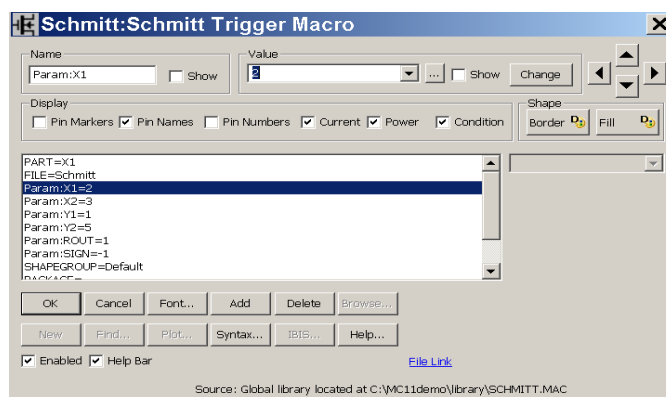 Schmitt:Schmitt Trigger Macro
Name
Value
Param:X1
Show
2
...
Show
Change
Display
Shape
Pin Markers Pin Names Pin Numbers Current Power Condition
Border Fill
PART=X1
FILE=Schmitt
Param:X1=2
Param:X2=3
Param:Y1=1
Param:Y2=5
Param:ROUT=1
Param:SIGN=-1
SHAPEGROUP=Default
PACKAGE=
OK Cancel Font... Add Delete Browse...
New Find... Plot... Syntax... IBIS... Help...
Enabled Help Bar
File Link
Source: Global library located at C:\MC11demo\library\SCHMITT.MAC